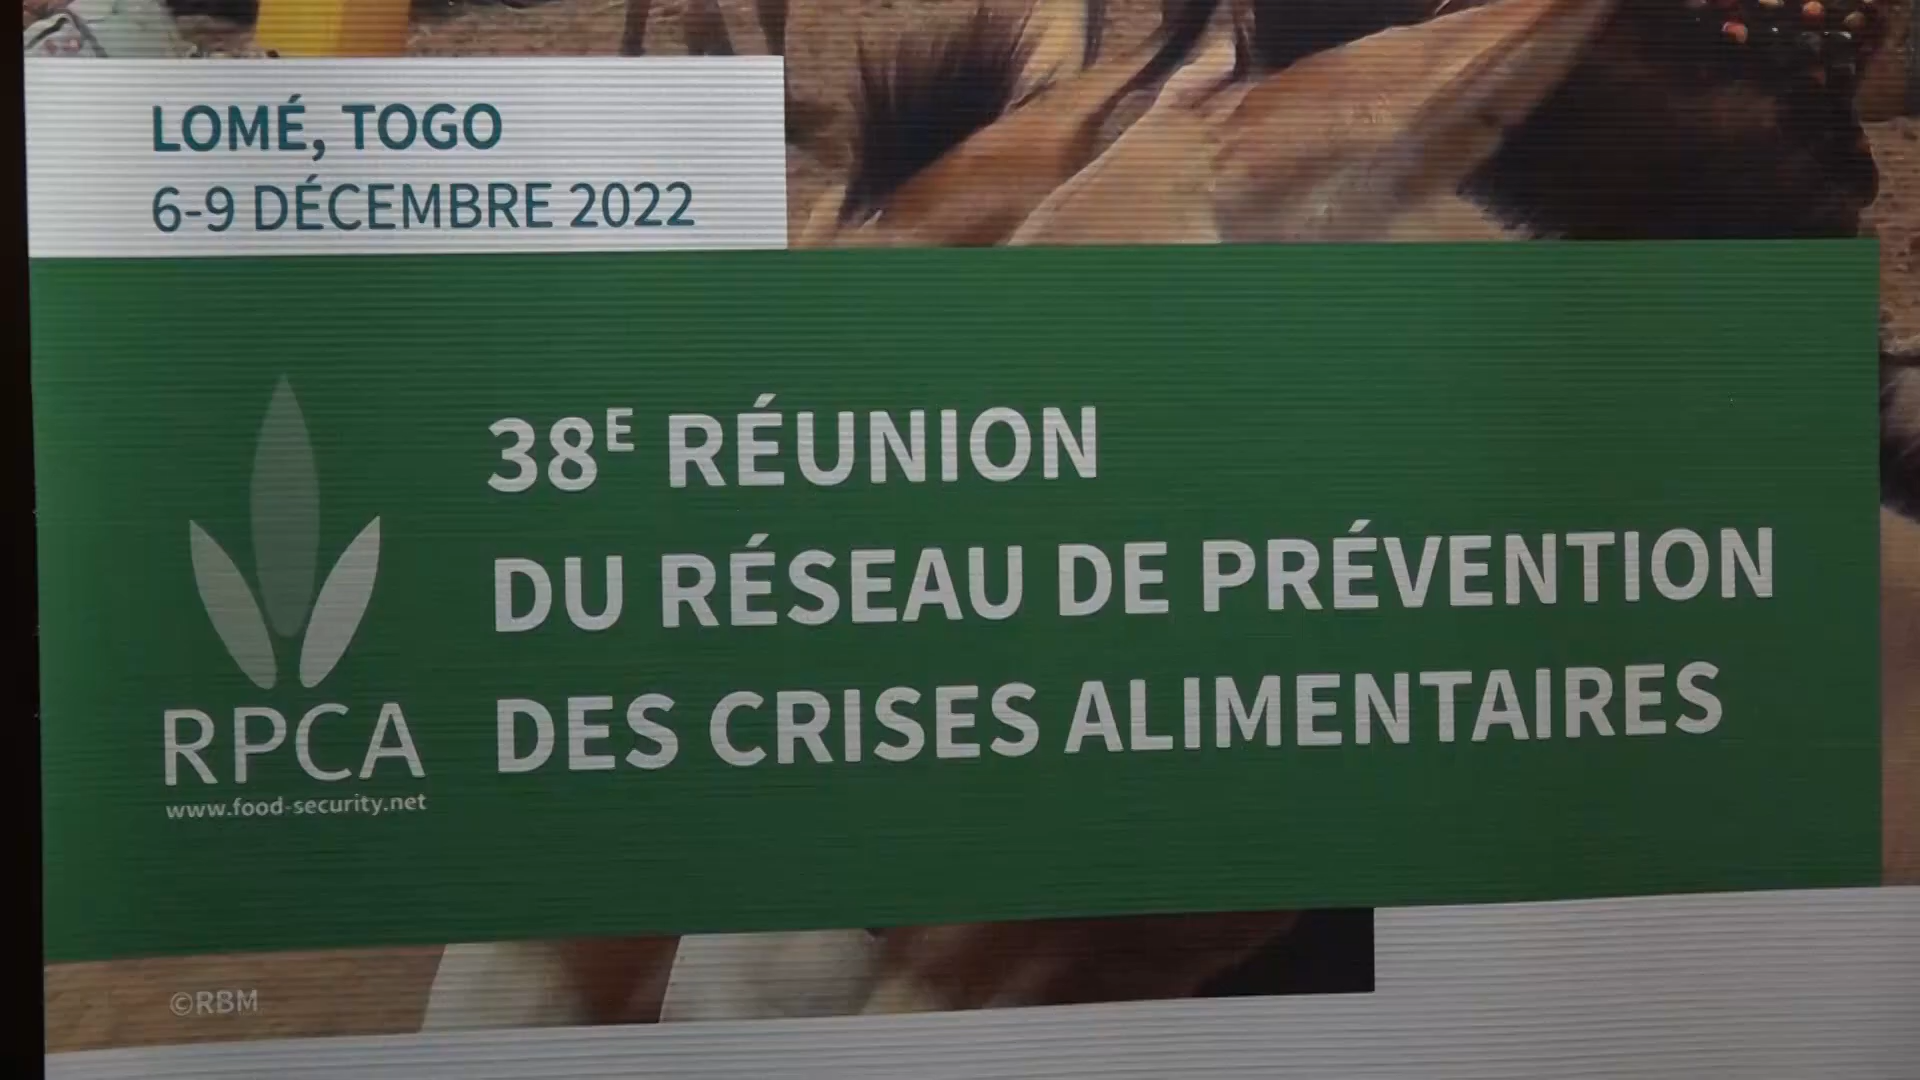 LOMÉ, TOGO
6-9 DÉCEMBRE 2022
38E RÉUNION
DU RÉSEAU DE PRÉVENTION
DES CRISES ALIMENTAIRES
RPCA
www.food-security.net
©RBM